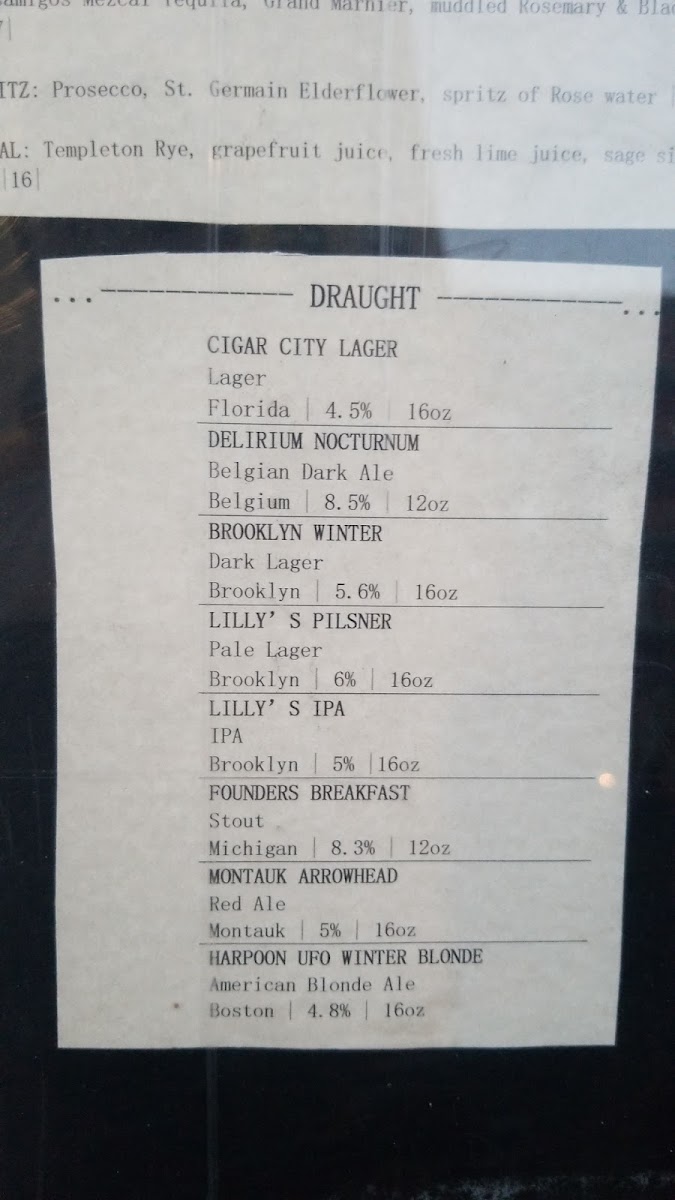 Mezcal Tequila, Grand Marnier, muddled Rosemary &
ITZ: Prosecco, St. Germain Elderflower, spritz of Rose water |
AL: Templeton Rye, grapefruit juice, fresh lime juice, sage si
|16|
... ------------ DRAUGHT ------------ ...
CIGAR CITY LAGER
Lager
Florida | 4.5% | 16oz
DELIRIUM NOCTURNUM
Belgian Dark Ale
Belgium | 8.5% | 12oz
BROOKLYN WINTER
Dark Lager
Brooklyn | 5.6% | 16oz
LILLY'S PILSNER
Pale Lager
Brooklyn | 6% | 16oz
LILLY'S IPA
IPA
Brooklyn | 5% |16oz
FOUNDERS BREAKFAST
Stout
Michigan | 8.3% | 12oz
MONTAUK ARROWHEAD
Red Ale
Montauk | 5% | 16oz
HARPOON UFO WINTER BLONDE
American Blonde Ale
Boston | 4.8% | 16oz